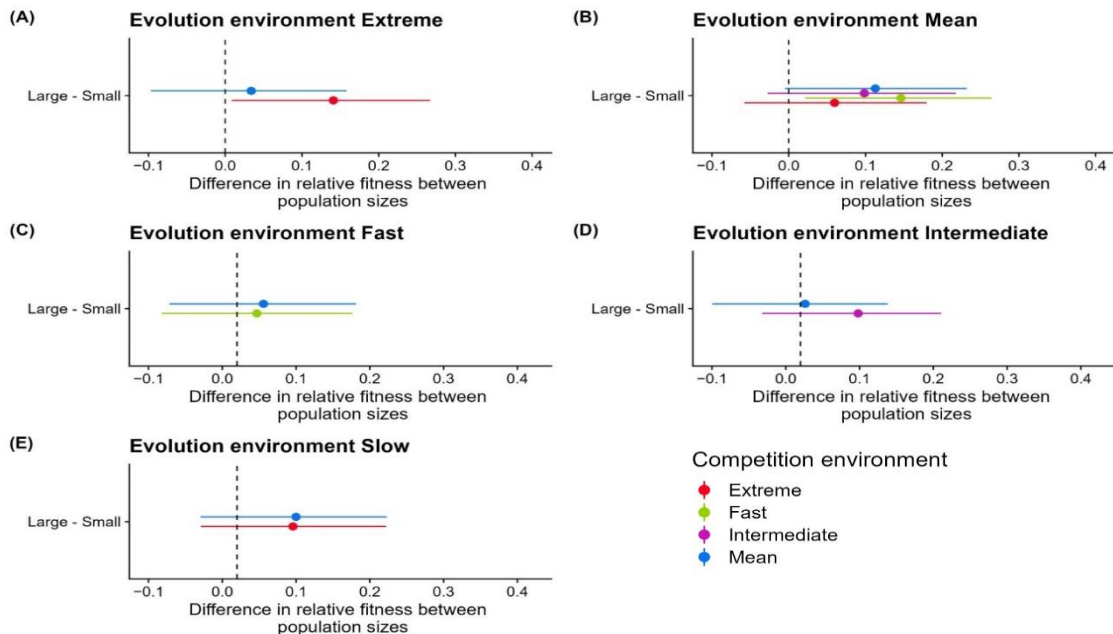 (A)
Evolution environment Extreme
Large - Small
−0.1 0.0 0.1 0.2 0.3 0.4
Difference in relative fitness between
population sizes
(B)
Evolution environment Mean
Large - Small
−0.1 0.0 0.1 0.2 0.3 0.4
Difference in relative fitness between
population sizes
(C)
Evolution environment Fast
Large - Small
−0.1 0.0 0.1 0.2 0.3 0.4
Difference in relative fitness between
population sizes
(D)
Evolution environment Intermediate
Large - Small
−0.1 0.0 0.1 0.2 0.3 0.4
Difference in relative fitness between
population sizes
(E)
Evolution environment Slow
Large - Small
−0.1 0.0 0.1 0.2 0.3 0.4
Difference in relative fitness between
population sizes
Competition environment
Extreme
Fast
Intermediate
Mean